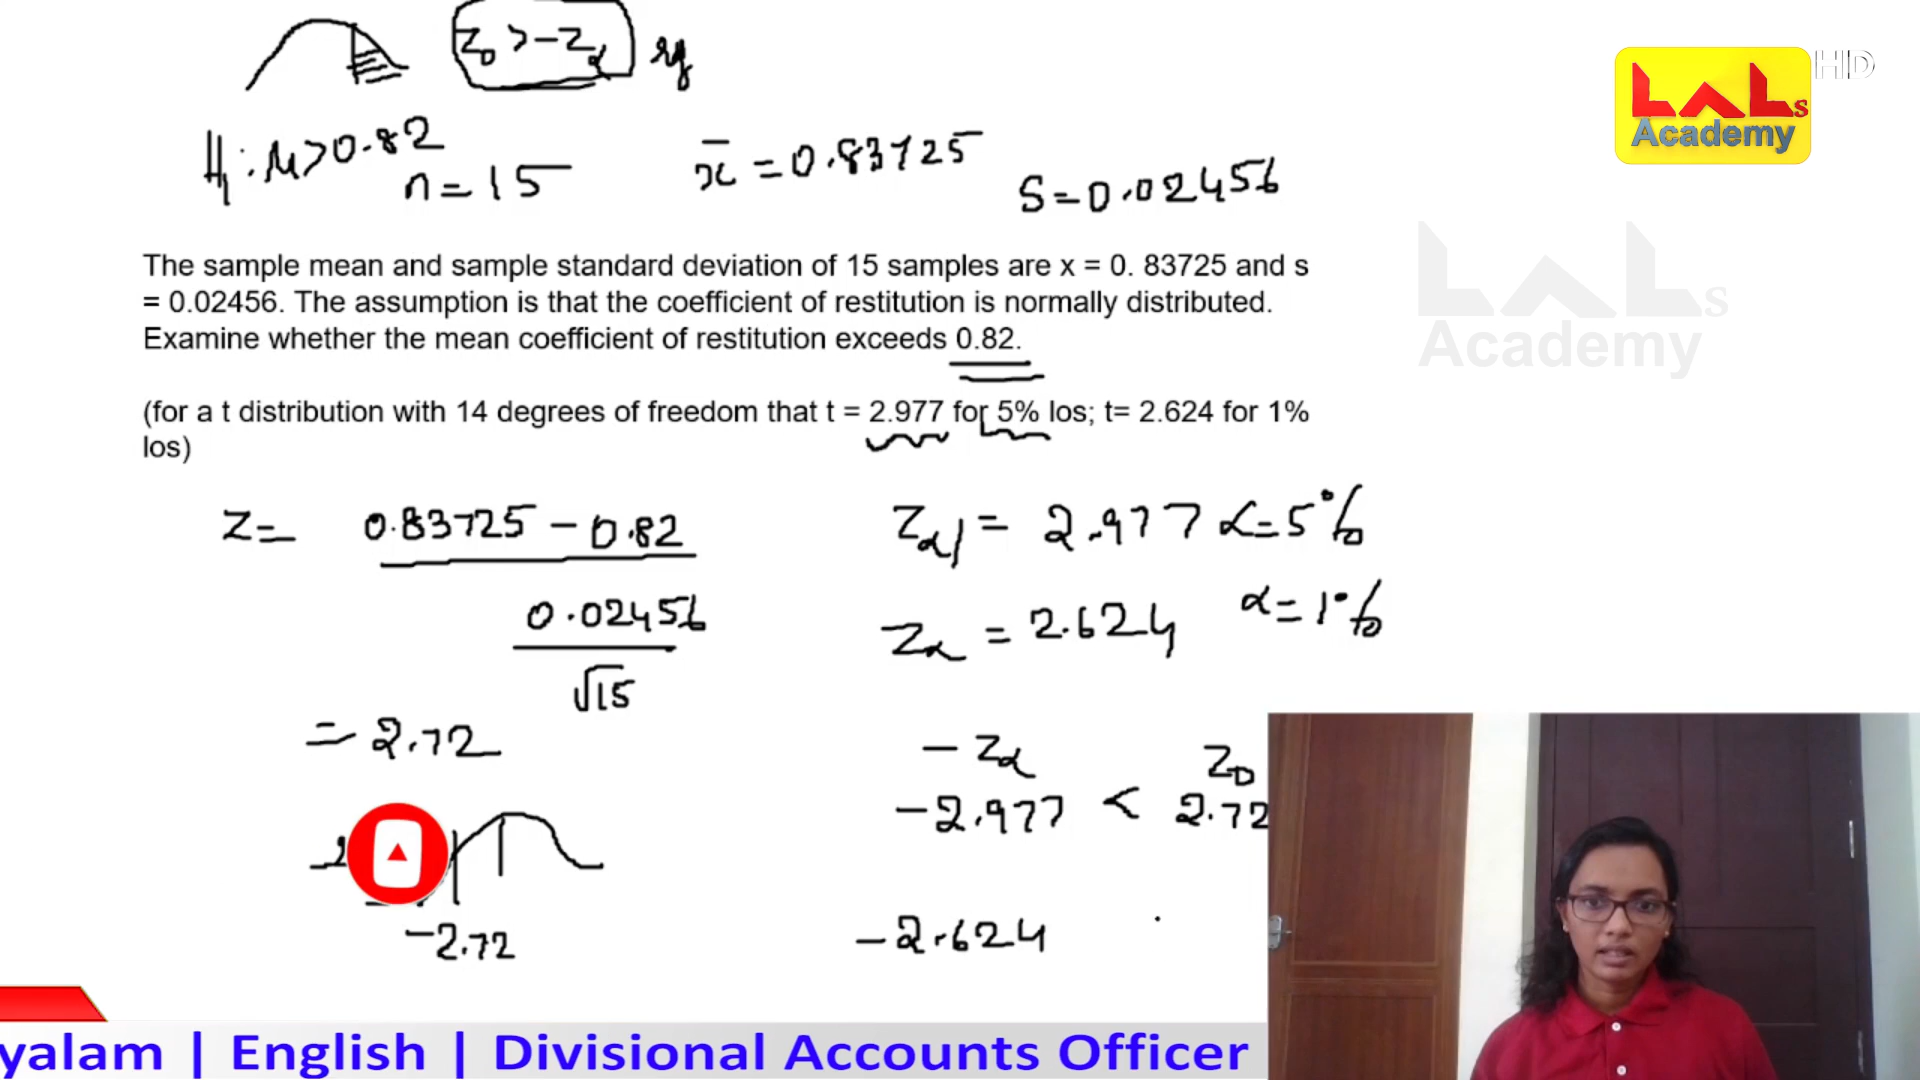 Z₀ > -Zα rej
H₁: μ > 0.82
n = 15
x̄ = 0.83725
S = 0.02456
LALs
Academy
HD
The sample mean and sample standard deviation of 15 samples are x = 0. 83725 and s
= 0.02456. The assumption is that the coefficient of restitution is normally distributed.
Examine whether the mean coefficient of restitution exceeds 0.82.
LALs
Academy
(for a t distribution with 14 degrees of freedom that t = 2.977 for 5% los; t= 2.624 for 1%
los)
Z = 0.83725 - 0.82
0.02456
√15
= 2.72
Zα = 2.977 α = 5%
Zα = 2.624 α = 1%
-Zα Z₀
-2.977 < 2.72
-2.72
-2.624
yalam | English | Divisional Accounts Officer